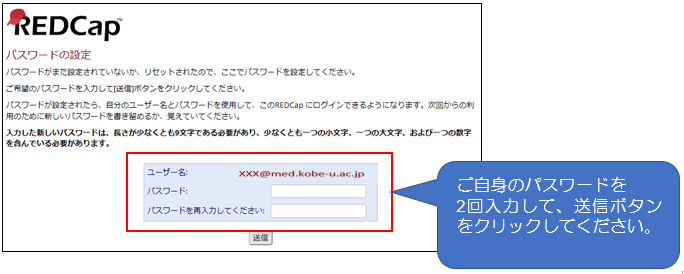 REDCap
パスワードの設定
パスワードがまだ設定されていないか、リセットされたので、ここでパスワードを設定してください。
ご希望のパスワードを入力して[送信]ボタンをクリックしてください。
パスワードが設定されたら、自分のユーザー名とパスワードを使用して、このREDCap にログインできるようになります。次回からの利
用のために新しいパスワードを書き留めるか、覚えていてください。
入力した新しいパスワードは、長さが少なくとも9文字である必要があり、少なくとも一つの小文字、一つの大文字、および一つの数字
を含んでいる必要があります。
ユーザー名: XXX@med.kobe-u.ac.jp
パスワード:
パスワードを再入力してください:
送信
ご自身のパスワードを
2回入力して、送信ボタン
をクリックしてください。